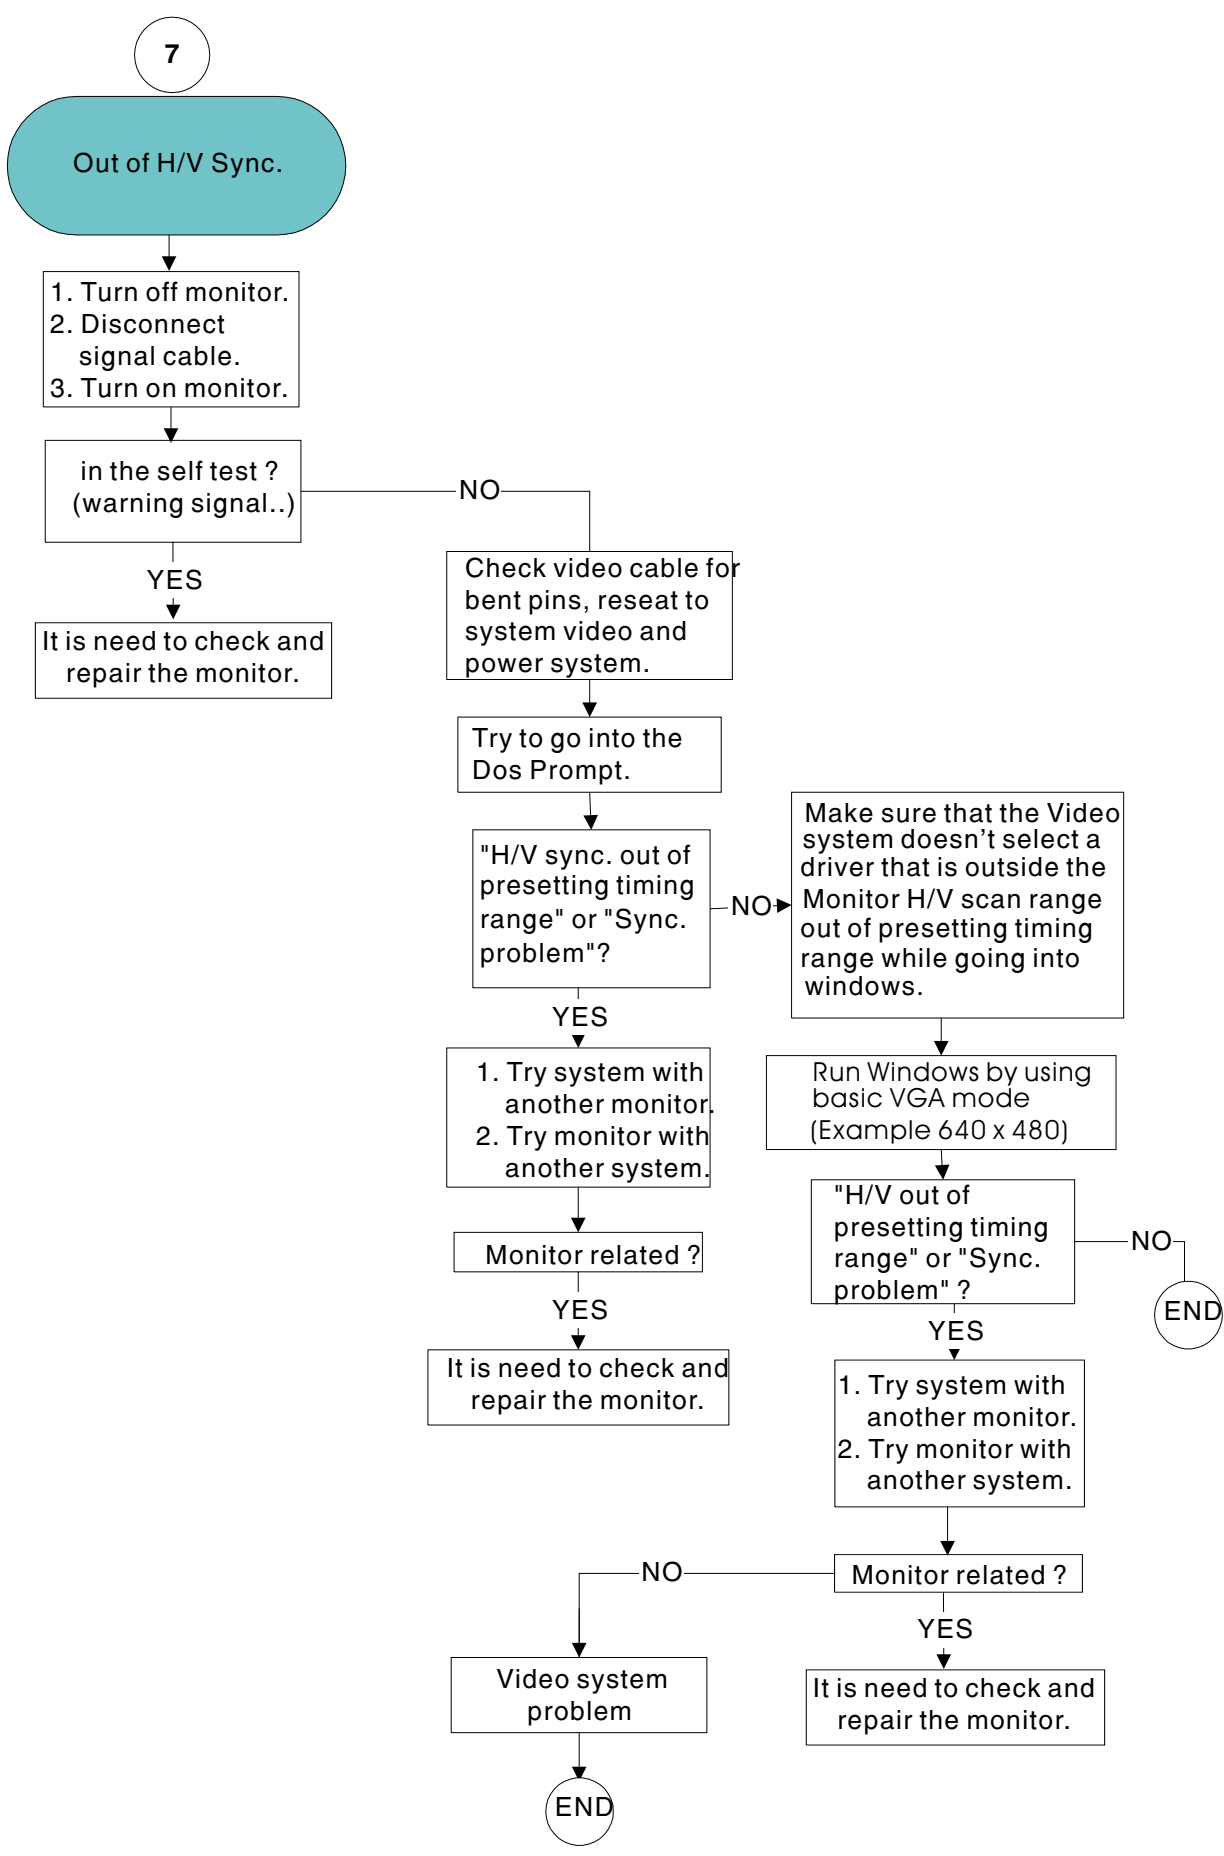 7
Out of H/V Sync.
1. Turn off monitor.
2. Disconnect
signal cable.
3. Turn on monitor.
in the self test ?
(warning signal..)
NO
YES
It is need to check and
repair the monitor.
Check video cable for
bent pins, reseat to
system video and
power system.
Try to go into the
Dos Prompt.
"H/V sync. out of
presetting timing
range" or "Sync.
problem"?
NO
Make sure that the Video
system doesn't select a
driver that is outside the
Monitor H/V scan range
out of presetting timing
range while going into
windows.
YES
1. Try system with
another monitor.
2. Try monitor with
another system.
Monitor related ?
YES
It is need to check and
repair the monitor.
Run Windows by using
basic VGA mode
(Example 640 x 480)
"H/V out of
presetting timing
range" or "Sync.
problem" ?
NO
END
YES
1. Try system with
another monitor.
2. Try monitor with
another system.
Monitor related ?
NO
YES
It is need to check and
repair the monitor.
Video system
problem
END